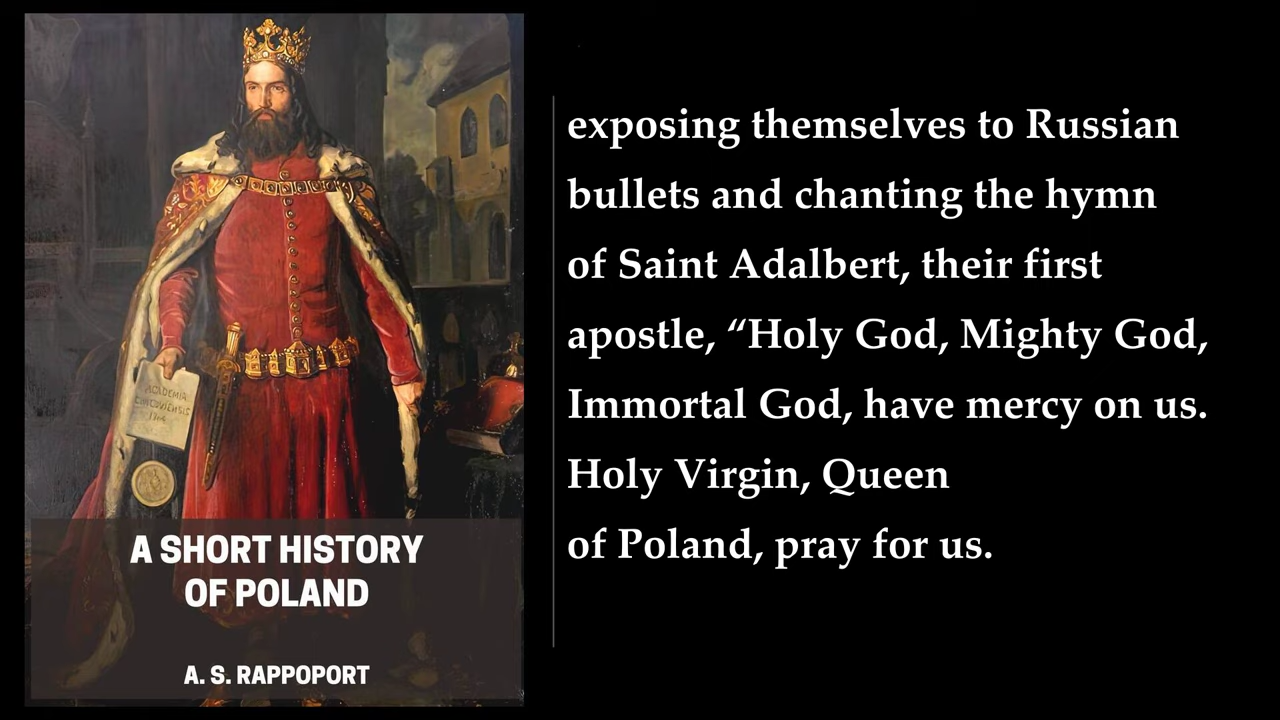 exposing themselves to Russian
bullets and chanting the hymn
of Saint Adalbert, their first
apostle, “Holy God, Mighty God,
Immortal God, have mercy on us.
Holy Virgin, Queen
of Poland, pray for us.
ACADEMIA
A SHORT HISTORY
OF POLAND
A. S. RAPPOPORT